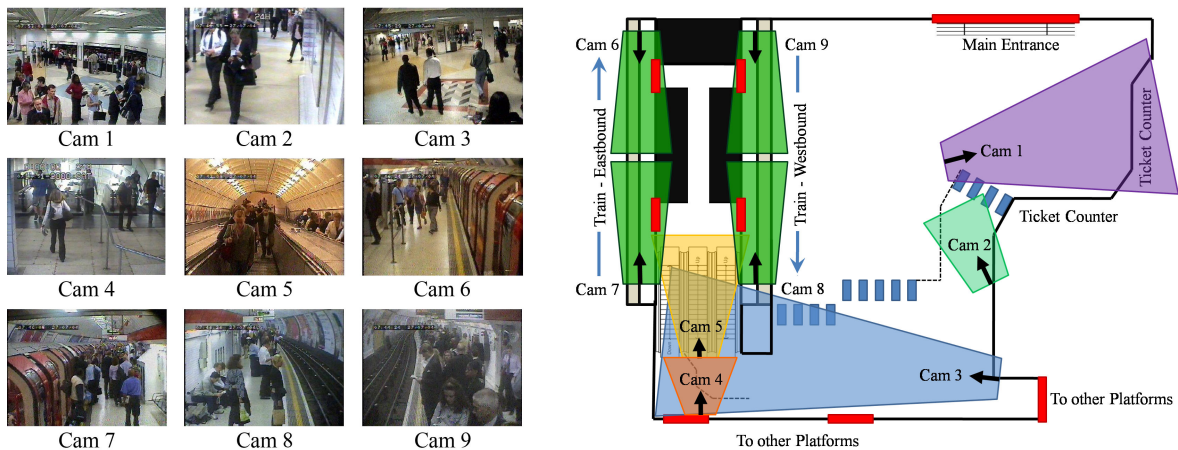 Cam 1
Cam 2
Cam 3
Cam 4
Cam 5
Cam 6
Cam 7
Cam 8
Cam 9
Cam 6
Cam 9
Main Entrance
Train - Eastbound
Train - Westbound
Cam 1
Ticket Counter
Ticket Counter
Cam 2
Cam 7
Cam 8
Cam 5
Cam 4
Cam 3
To other Platforms
To other Platforms